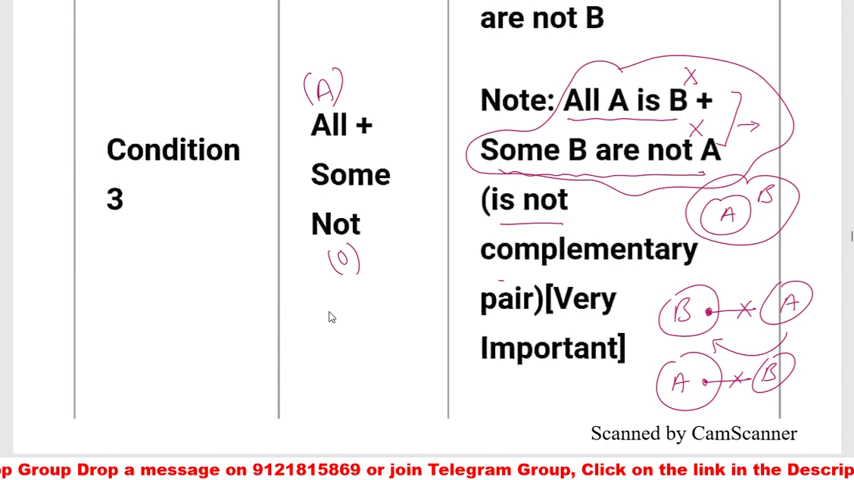 are not B
(A)
All +
Some
Not
(O)
Condition
3
Note: All A is B +
Some B are not A
(is not
complementary
pair)[Very
Important]
x
x
A B
B x A
A x B
Scanned by CamScanner
op Group Drop a message on 9121815869 or join Telegram Group, Click on the link in the Descrip